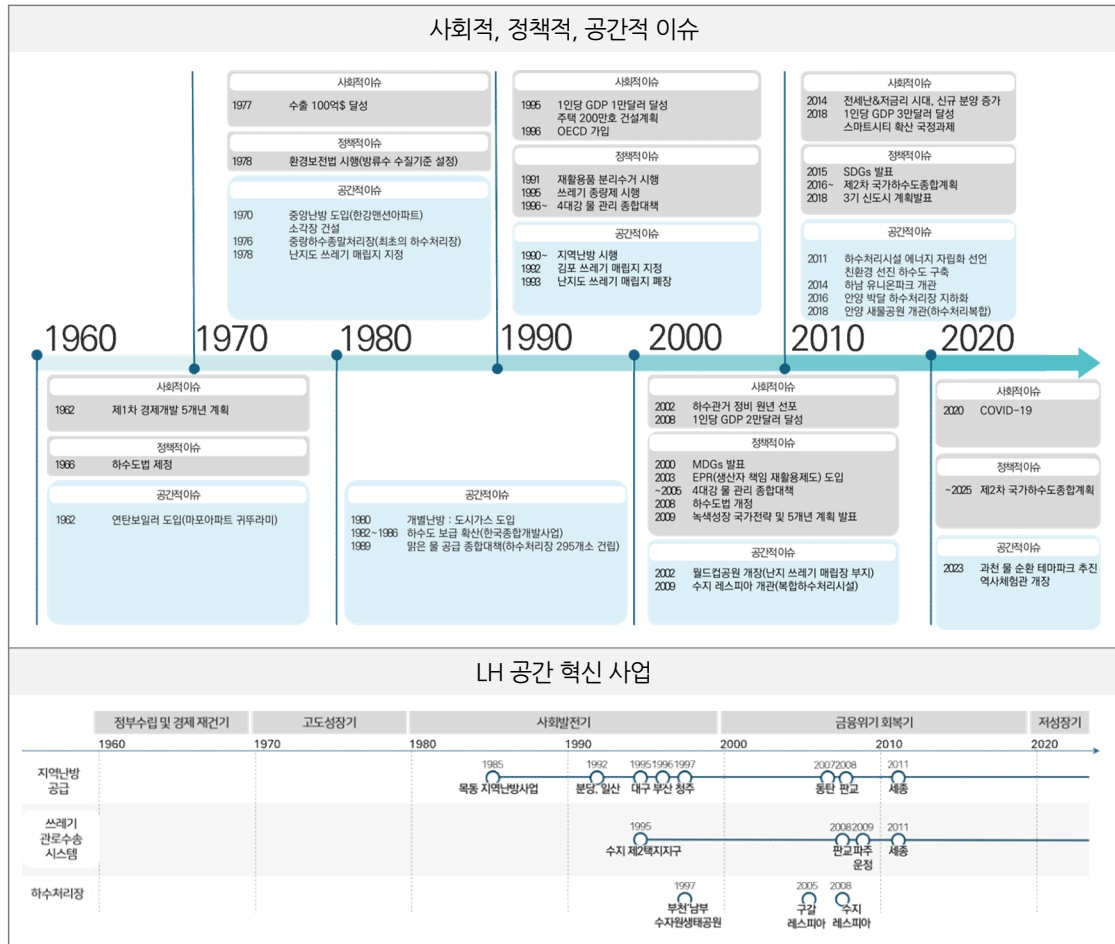 사회적, 정책적, 공간적 이슈
사회적이슈
1977 수출 100억$ 달성
정책적이슈
1978 환경보전법 시행(방류수 수질기준 설정)
공간적이슈
1970 중앙난방 도입(한강맨션아파트)
소각장 건설
1976 중랑하수종말처리장(최초의 하수처리장)
1978 난지도 쓰레기 매립지 지정
사회적이슈
1995 1인당 GDP 1만달러 달성
주택 200만호 건설계획
1996 OECD 가입
정책적이슈
1991 재활용품 분리수거 시행
1995 쓰레기 종량제 시행
1996~ 4대강 물 관리 종합대책
공간적이슈
1990~ 지역난방 시행
1992 김포 쓰레기 매립지 지정
1993 난지도 쓰레기 매립지 폐장
사회적이슈
2014 전세난&저금리 시대, 신규 분양 증가
2018 1인당 GDP 3만달러 달성
스마트시티 확산 국정과제
정책적이슈
2015 SDGs 발표
2016~ 제2차 국가하수도종합계획
2018 3기 신도시 계획발표
공간적이슈
2011 하수처리시설 에너지 자립화 선언
친환경 선진 하수도 구축
2014 하남 유니온파크 개관
2016 안양 박달 하수처리장 지하화
2018 안양 새물공원 개관(하수처리복합)
1960 1970 1980 1990 2000 2010 2020
사회적이슈
1962 제1차 경제개발 5개년 계획
정책적이슈
1966 하수도법 제정
공간적이슈
1962 연탄보일러 도입(마포아파트 귀뚜라미)
공간적이슈
1980 개별난방 : 도시가스 도입
1982~1986 하수도 보급 확산(한국종합개발사업)
1989 맑은 물 공급 종합대책(하수처리장 295개소 건립)
사회적이슈
2002 하수관거 정비 원년 선포
2008 1인당 GDP 2만달러 달성
정책적이슈
2000 MDGs 발표
2003 EPR(생산자 책임 재활용제도) 도입
~2005 4대강 물 관리 종합대책
2008 하수도법 개정
2009 녹색성장 국가전략 및 5개년 계획 발표
공간적이슈
2002 월드컵공원 개장(난지 쓰레기 매립장 부지)
2009 수지 레스피아 개관(복합하수처리시설)
사회적이슈
2020 COVID-19
정책적이슈
~2025 제2차 국가하수도종합계획
공간적이슈
2023 과천 물 순환 테마파크 추진
역사체험관 개장
LH 공간 혁신 사업
정부수립 및 경제 재건기 고도성장기 사회발전기 금융위기 회복기 저성장기
1960 1970 1980 1990 2000 2010 2020
지역난방
공급
1985 1992 1995 1996 1997 2007 2008 2011
목동 지역난방사업 분당, 일산 대구 부산 청주 동탄 판교 세종
쓰레기
관로수송
시스템
1995 2008 2009 2011
수지 제2택지지구 판교 파주 세종
운정
하수처리장
1997 2005 2008
부천'남부 구갈 수지
수자원생태공원 레스피아 레스피아